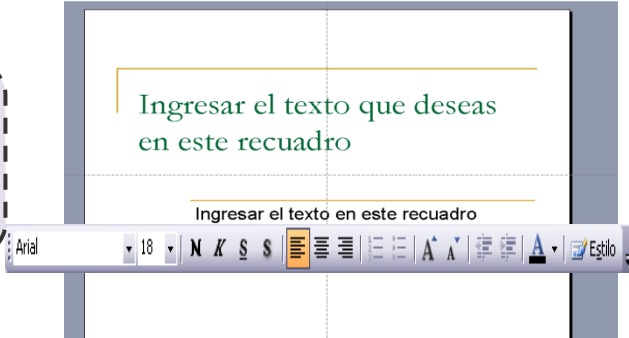 Ingresar el texto que deseas
en este recuadro
Ingresar el texto en este recuadro
Arial 18 N K S S A A A Estilo